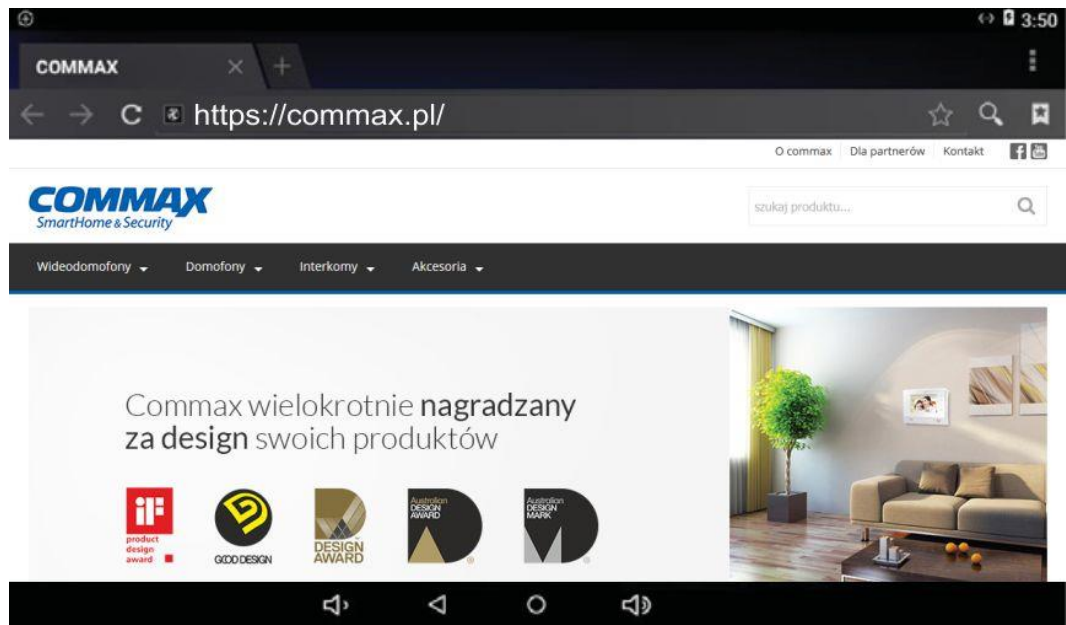 3:50
COMMAX
https://commax.pl/
O commax Dla partnerów Kontakt
COMMAX
SmartHome & Security
szukaj produktu...
Wideodomofony Domofony Interkomy Akcesoria
Commax wielokrotnie nagradzany
za design swoich produktów
iF
product
design
award
GOOD DESIGN
DESIGN
AWARD
Australian
DESIGN
AWARD
Australian
DESIGN
MARK